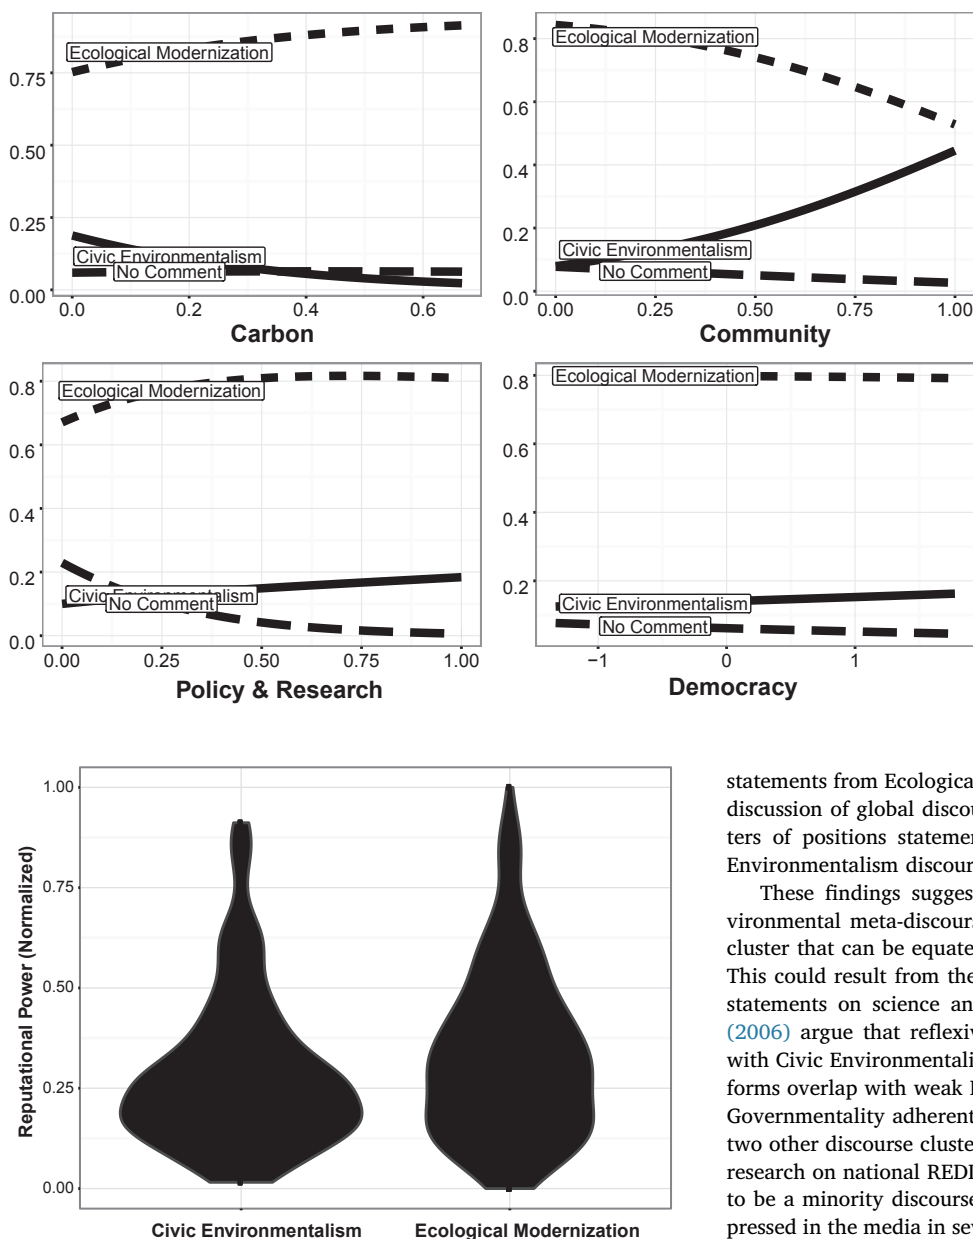 Ecological Modernization
0.75
0.50
0.25
Civic Environmentalism
No Comment
0.00
0.0
0.2
0.4
0.6
Carbon
0.8
Ecological Modernization
0.6
0.4
0.2
Civic Environmentalism
No Comment
0.0
0.00
0.25
0.50
0.75
1.00
Community
0.8
Ecological Modernization
0.6
0.4
0.2
Civic Environmentalism
No Comment
0.0
0.00
0.25
0.50
0.75
1.00
Policy & Research
0.8
Ecological Modernization
0.6
0.4
0.2
Civic Environmentalism
No Comment
−1
0
1
Democracy
Reputational Power (Normalized)
1.00
0.75
0.50
0.25
0.00
Civic Environmentalism
Ecological Modernization
statements from Ecologica
discussion of global discou
ters of positions statemen
Environmentalism discour
These findings sugges
vironmental meta-discours
cluster that can be equate
This could result from the
statements on science an
(2006) argue that reflexiv
with Civic Environmentali
forms overlap with weak
Governmentality adherent
two other discourse cluste
research on national REDI
to be a minority discourse
pressed in the media in sev